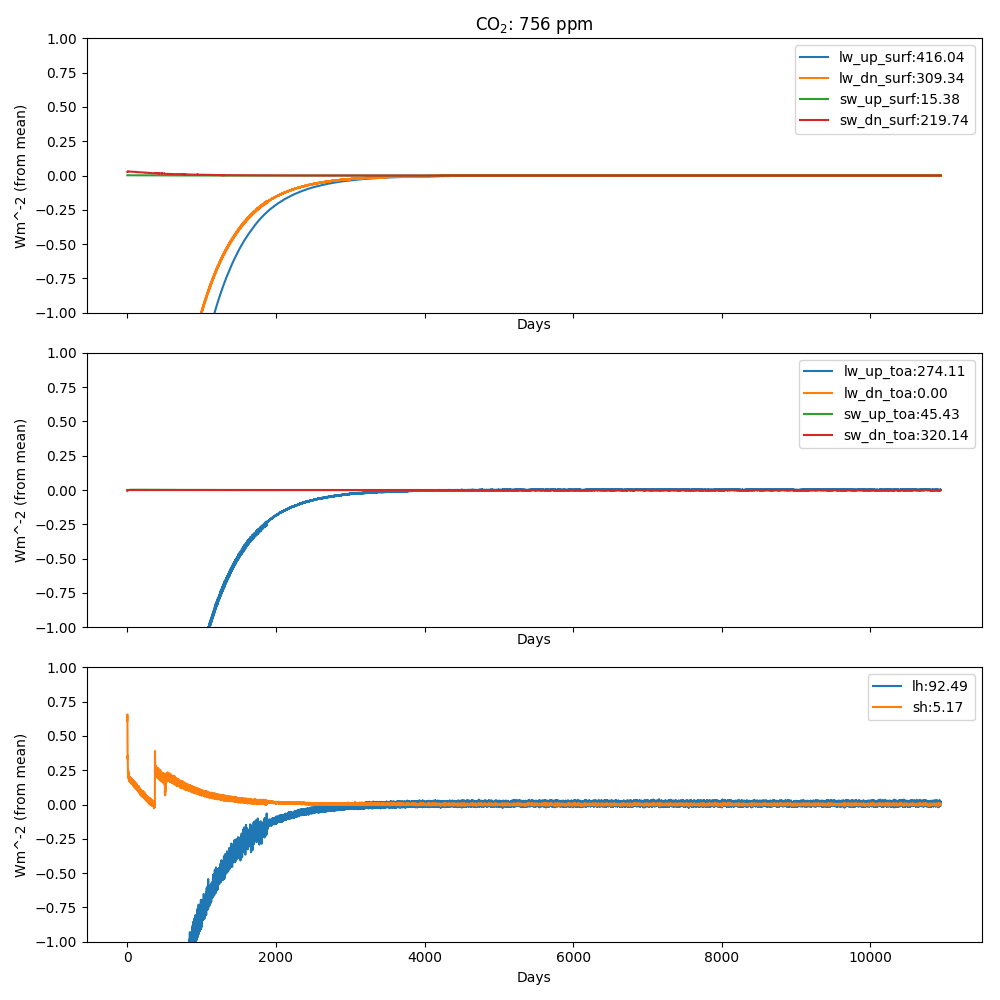 CO₂: 756 ppm
1.00
0.75
0.50
0.25
0.00
−0.25
−0.50
−0.75
−1.00
Wm^-2 (from mean)
lw_up_surf:416.04
lw_dn_surf:309.34
sw_up_surf:15.38
sw_dn_surf:219.74
Days
1.00
0.75
0.50
0.25
0.00
−0.25
−0.50
−0.75
−1.00
Wm^-2 (from mean)
lw_up_toa:274.11
lw_dn_toa:0.00
sw_up_toa:45.43
sw_dn_toa:320.14
Days
1.00
0.75
0.50
0.25
0.00
−0.25
−0.50
−0.75
−1.00
Wm^-2 (from mean)
lh:92.49
sh:5.17
0 2000 4000 6000 8000 10000
Days